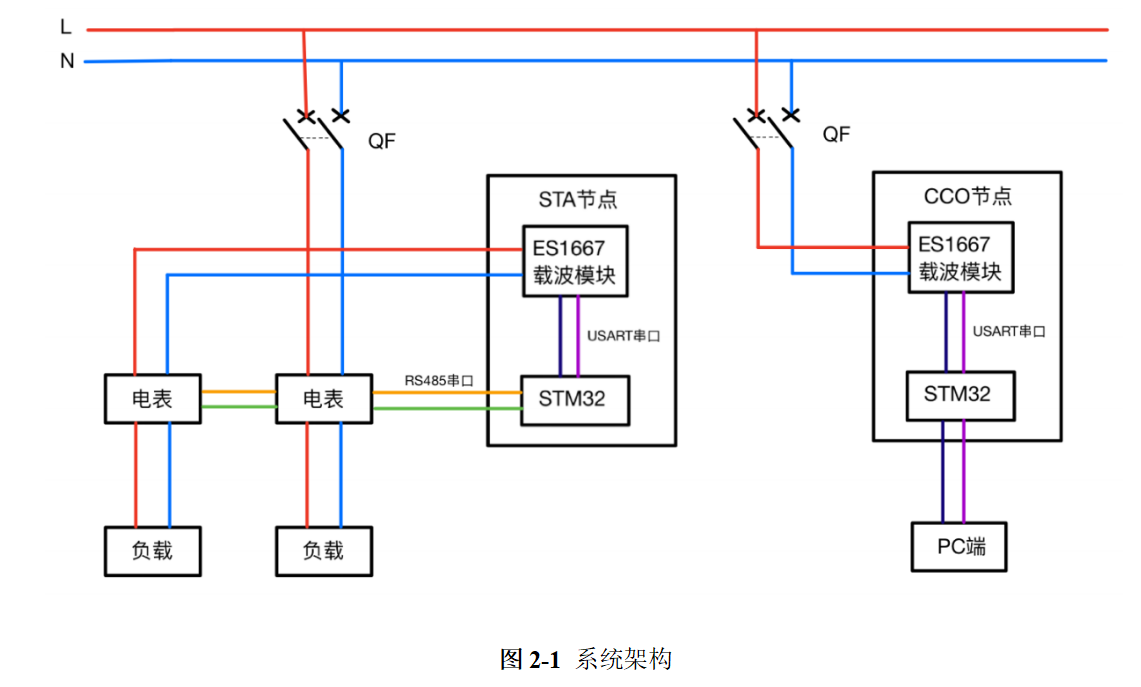 L
N
QF
QF
STA节点
CCO节点
ES1667
载波模块
ES1667
载波模块
USART串口
USART串口
电表
电表
RS485串口
STM32
STM32
负载
负载
PC端
图 2-1 系统架构